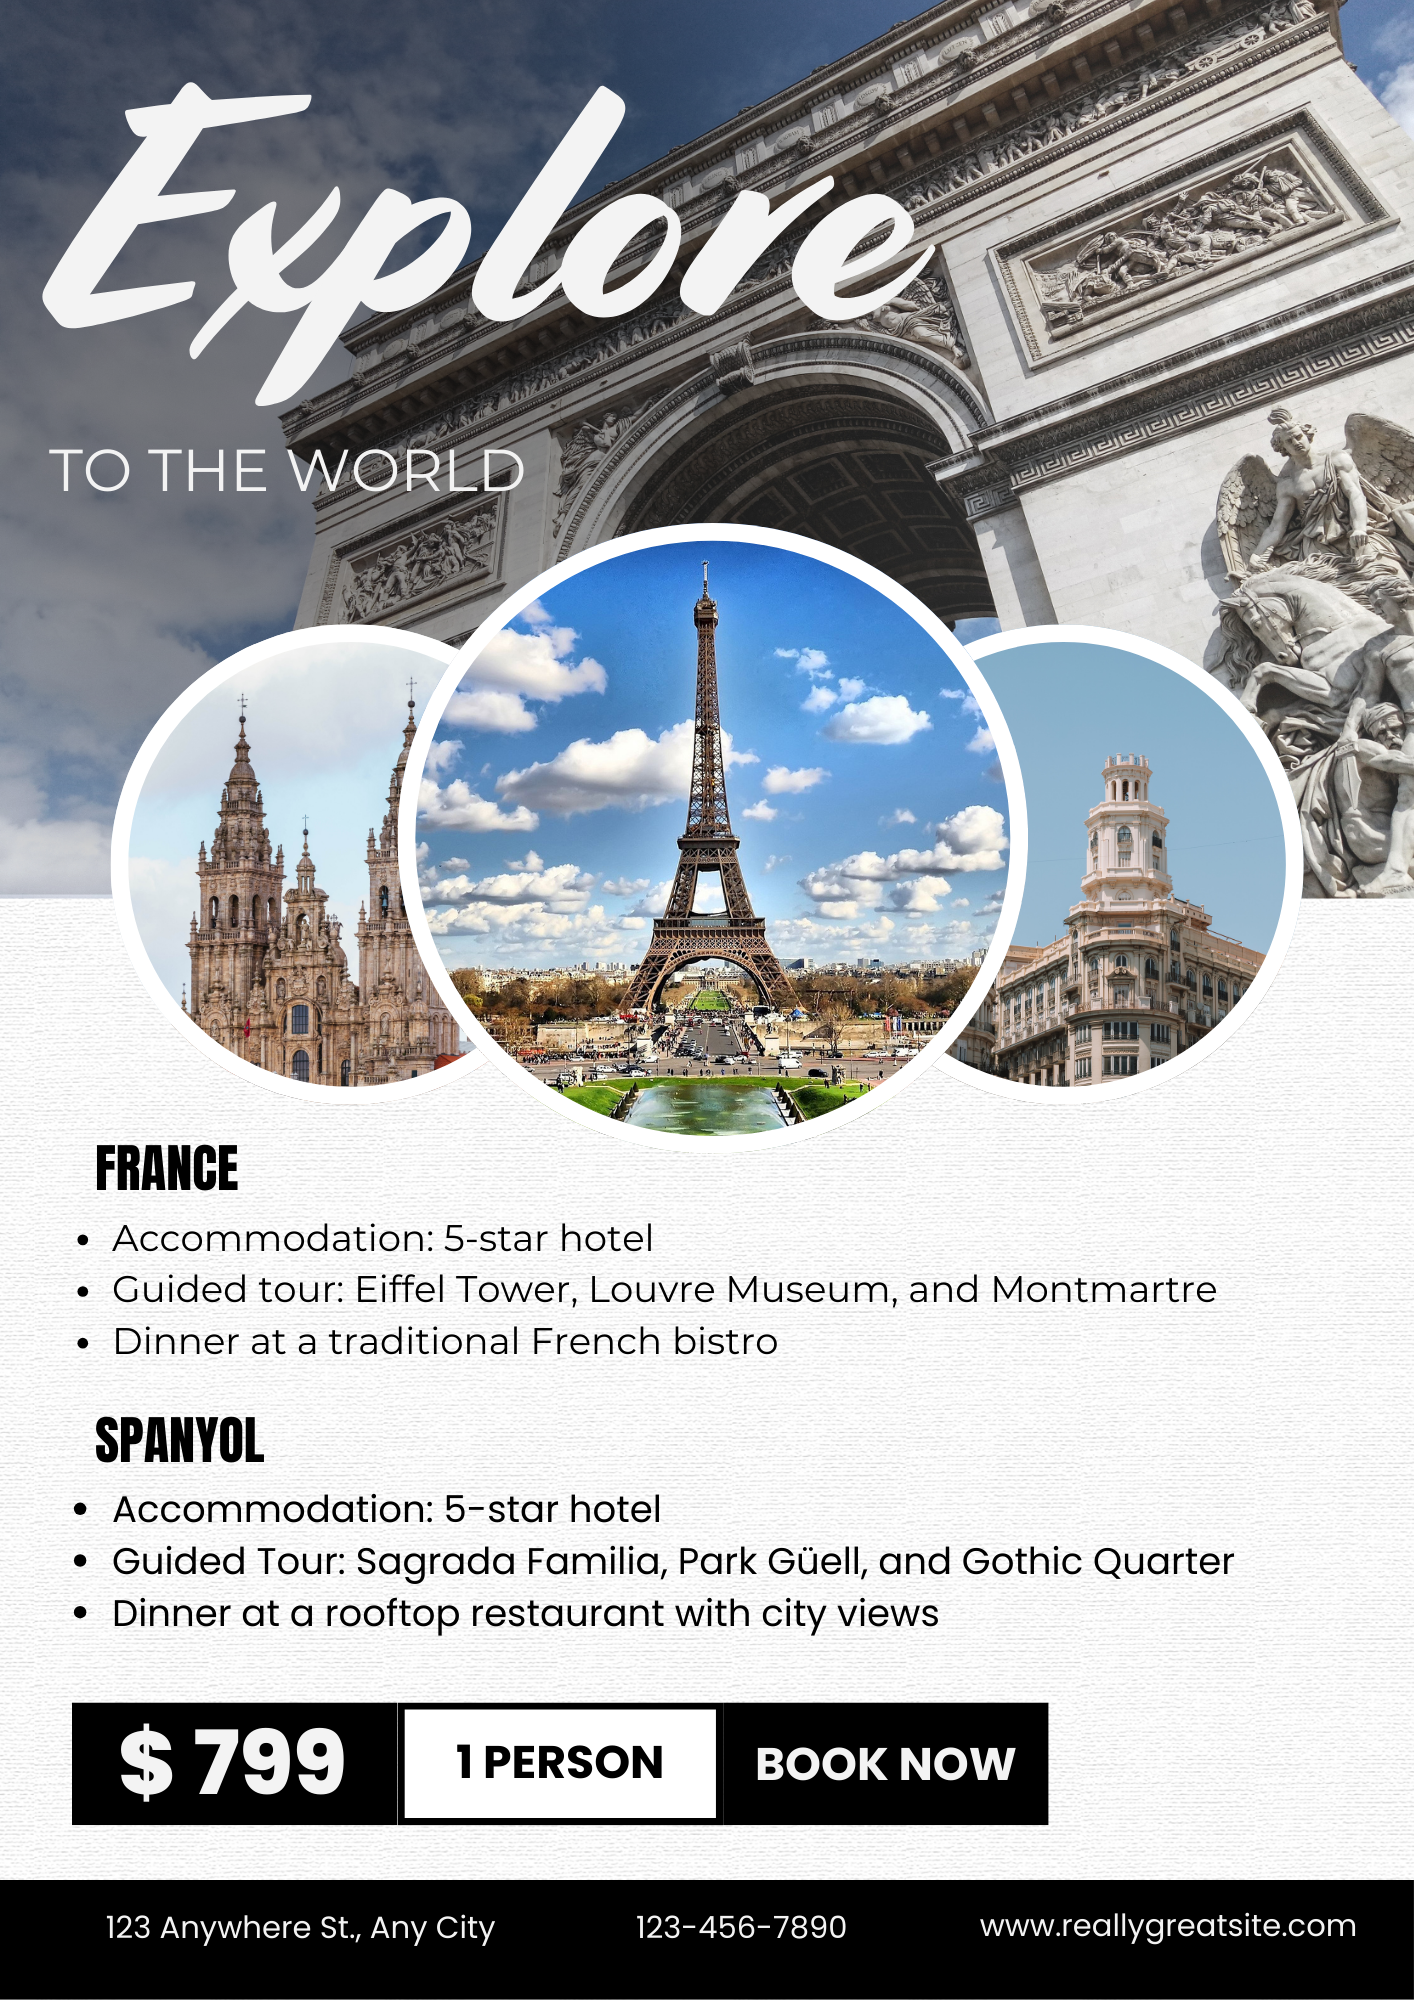 Explore
TO THE WORLD
FRANCE
• Accommodation: 5-star hotel
• Guided tour: Eiffel Tower, Louvre Museum, and Montmartre
• Dinner at a traditional French bistro
SPANYOL
• Accommodation: 5-star hotel
• Guided Tour: Sagrada Familia, Park Güell, and Gothic Quarter
• Dinner at a rooftop restaurant with city views
$ 799
1 PERSON
BOOK NOW
123 Anywhere St., Any City
123-456-7890
www.reallygreatsite.com